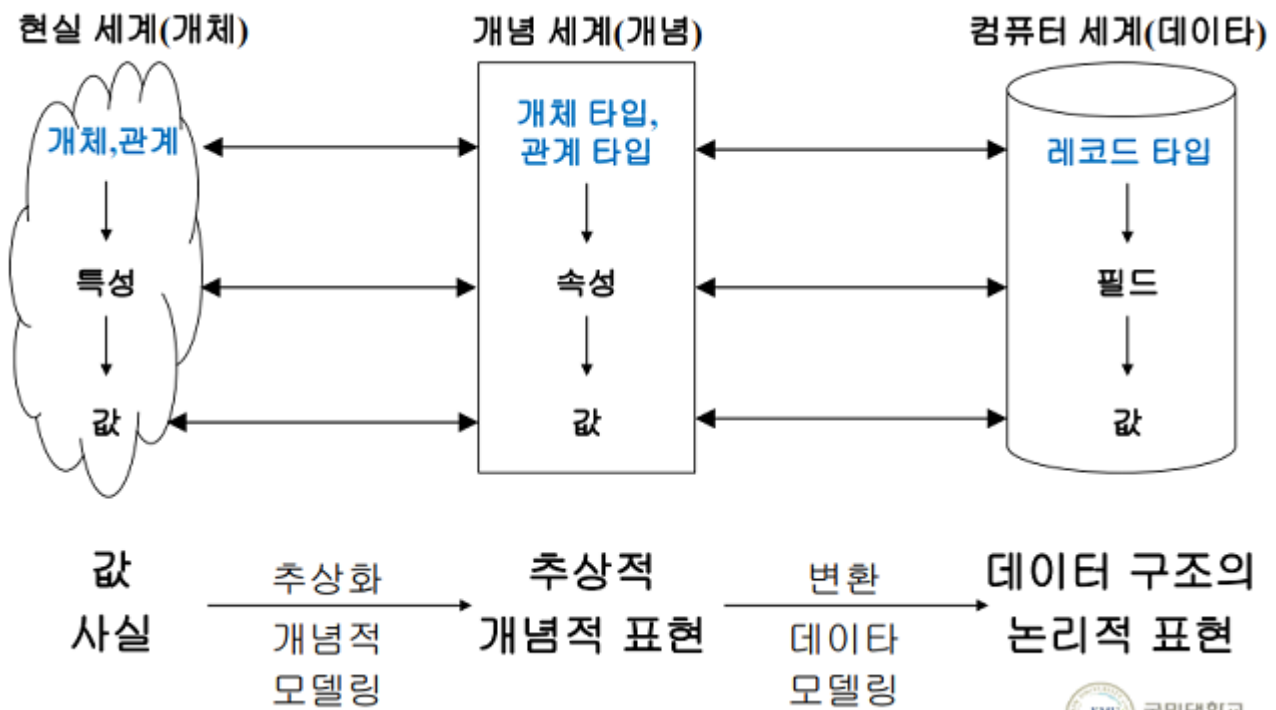 현실 세계(개체)
개념 세계(개념)
컴퓨터 세계(데이타)
개체,관계
개체 타입,
관계 타입
레코드 타입
특성
속성
필드
값
값
값
값
사실
추상화
개념적
모델링
추상적
개념적 표현
변환
데이타
모델링
데이터 구조의
논리적 표현